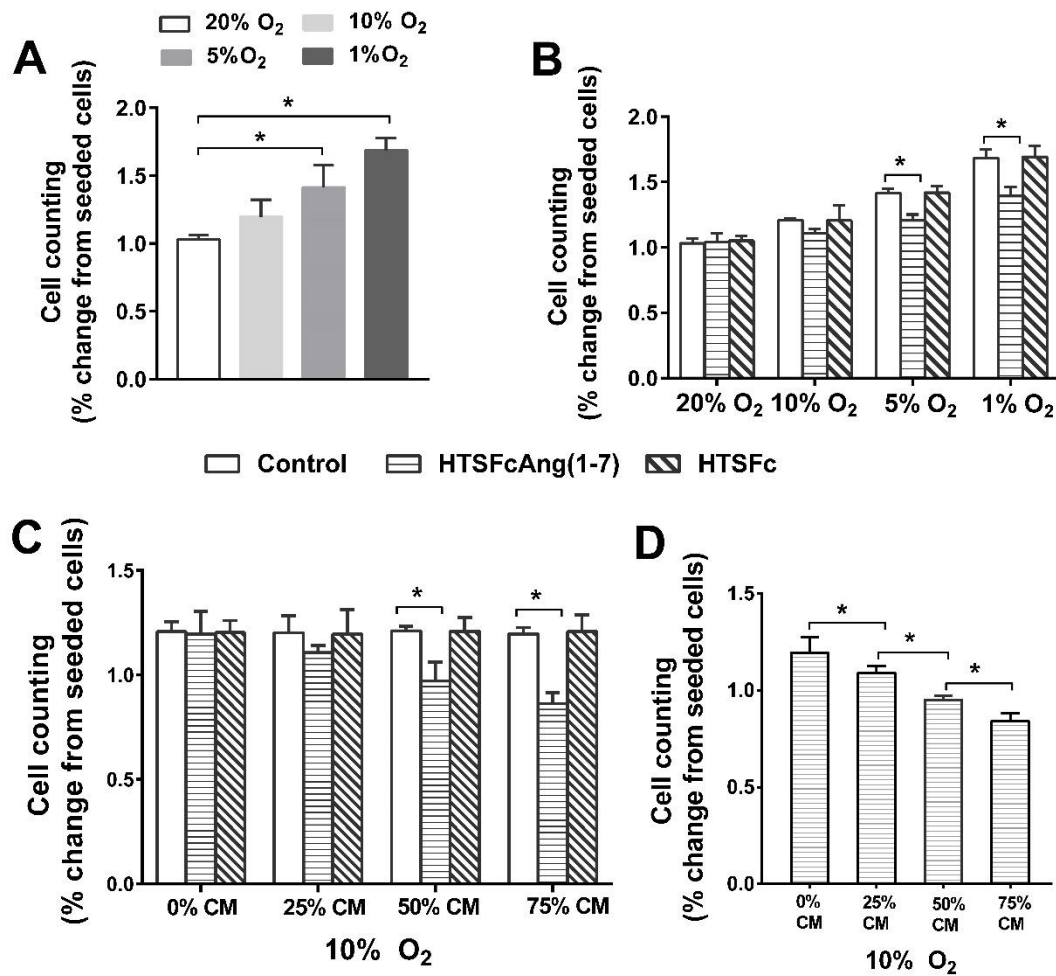 20% O₂ 10% O₂
5%O₂ 1%O₂
A
Cell counting
(% change from seeded cells)
2.0
1.5
1.0
0.5
0.0
*
*
B
Cell counting
(% change from seeded cells)
2.0
1.5
1.0
0.5
0.0
*
*
20% O₂ 10% O₂ 5% O₂ 1% O₂
Control HTSFcAng(1-7) HTSFc
C
Cell counting
(% change from seeded cells)
1.5
1.0
0.5
0.0
*
*
0% CM 25% CM 50% CM 75% CM
10% O₂
D
Cell counting
(% change from seeded cells)
1.5
1.0
0.5
0.0
*
*
*
0% 25% 50% 75%
CM CM CM CM
10% O₂